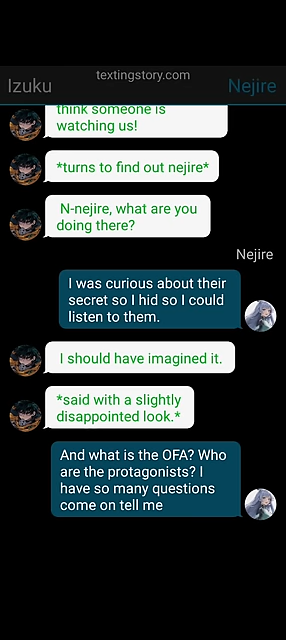 textingstory.com
Izuku
Nejire
think someone is
watching us!
*turns to find out nejire*
N-nejire, what are you
doing there?
Nejire
I was curious about their
secret so I hid so I could
listen to them.
I should have imagined it.
*said with a slightly
disappointed look.*
And what is the OFA? Who
are the protagonists? I
have so many questions
come on tell me